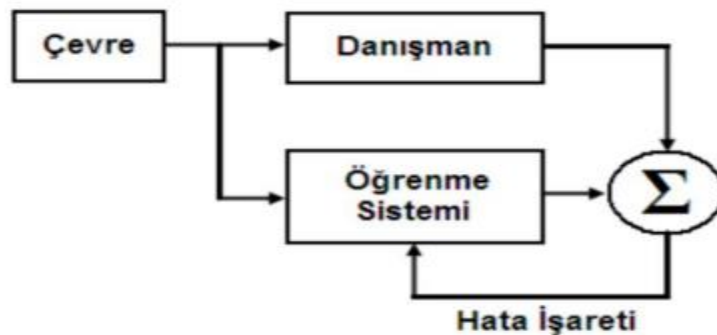 Çevre
Danışman
Öğrenme
Sistemi
Σ
Hata İşareti